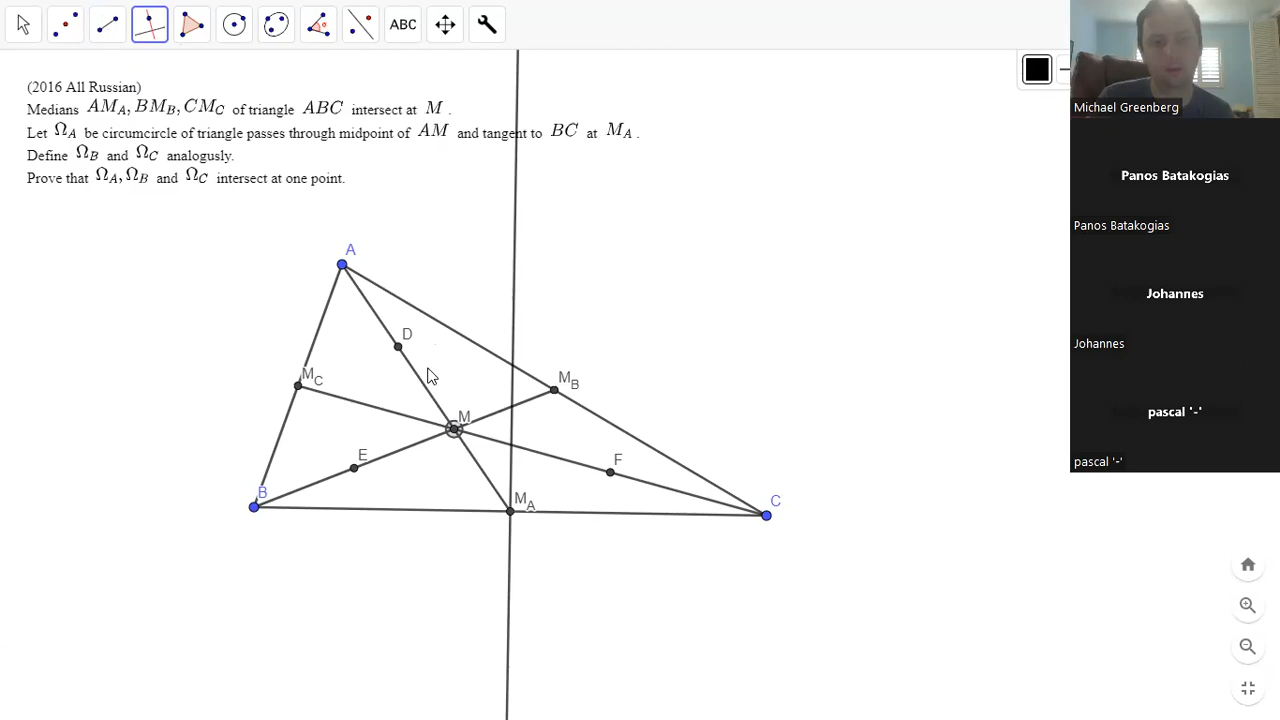 ABC
(2016 All Russian)
Medians AM_A, BM_B, CM_C of triangle ABC intersect at M .
Let Ω_A be circumcircle of triangle passes through midpoint of AM and tangent to BC at M_A .
Define Ω_B and Ω_C analogously.
Prove that Ω_A, Ω_B and Ω_C intersect at one point.
A
D
M_C
M_B
M
E
F
B
M_A
C
Michael Greenberg
Panos Batakogias
Panos Batakogias
Johannes
Johannes
pascal '-'
pascal '-'